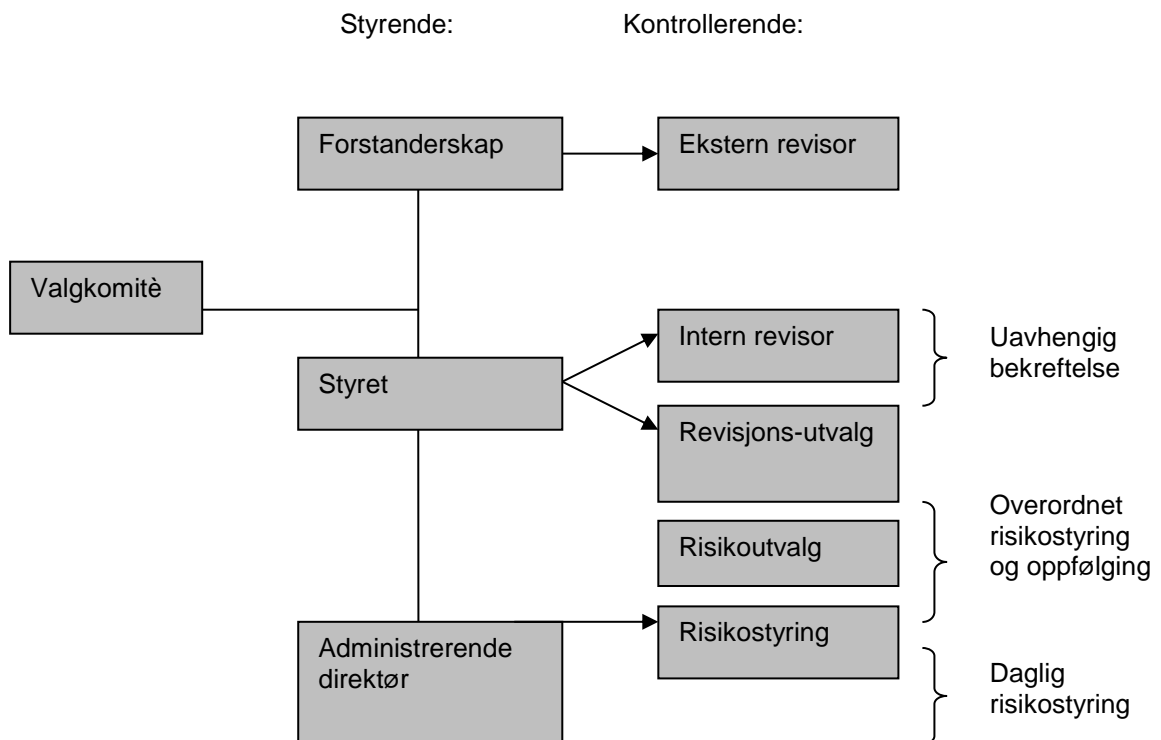 Styrende:
Kontrollerende:
Forstanderskap
Ekstern revisor
Valgkomitè
Intern revisor
Uavhengig
bekreftelse
Styret
Revisjons-utvalg
Overordnet
risikostyring
og oppfølging
Risikoutvalg
Administrerende
direktør
Risikostyring
Daglig
risikostyring